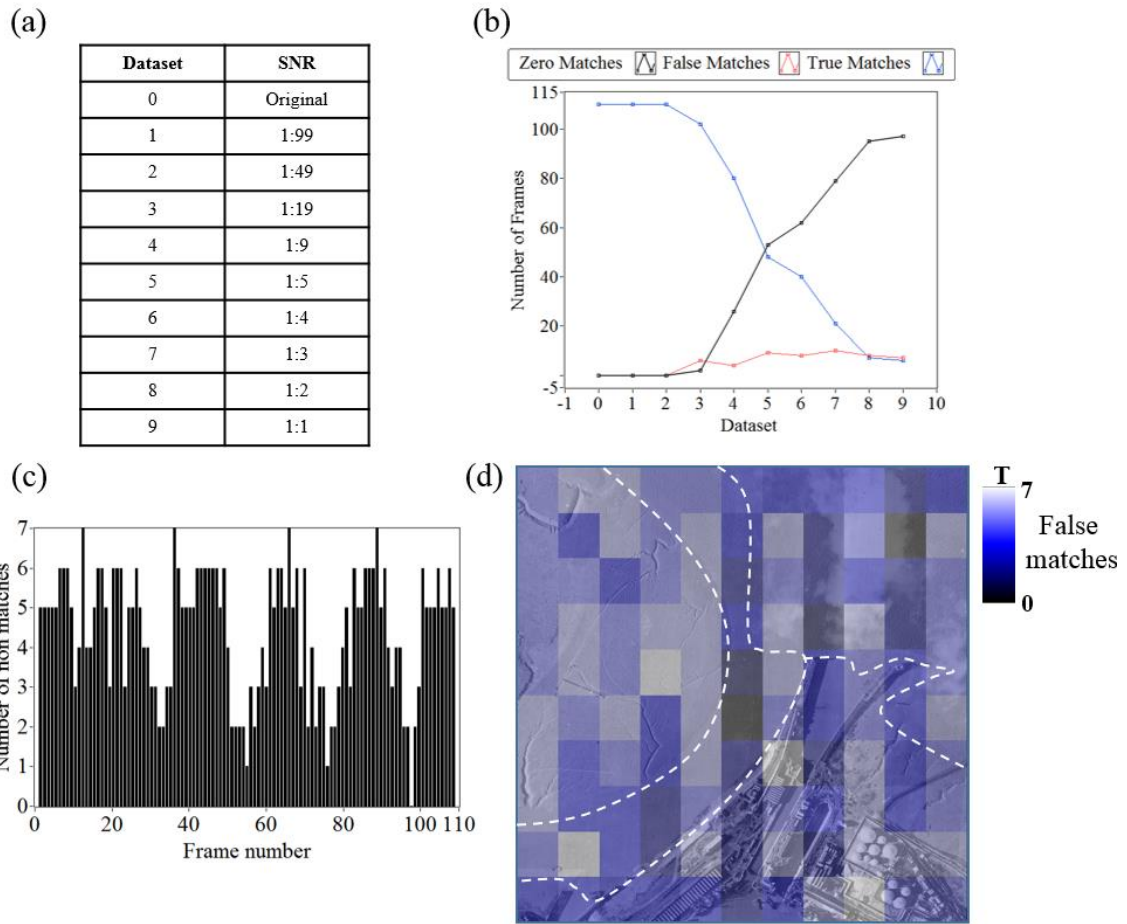 (a)
Dataset SNR
0 Original
1 1:99
2 1:49
3 1:19
4 1:9
5 1:5
6 1:4
7 1:3
8 1:2
9 1:1
(b)
Zero Matches False Matches True Matches
115
100
80
60
40
20
-5
-1 0 1 2 3 4 5 6 7 8 9 10
Number of Frames
Dataset
(c)
7
6
5
4
3
2
1
0
0 20 40 60 80 100 110
Number of non matches
Frame number
(d)
T
7
False
matches
0